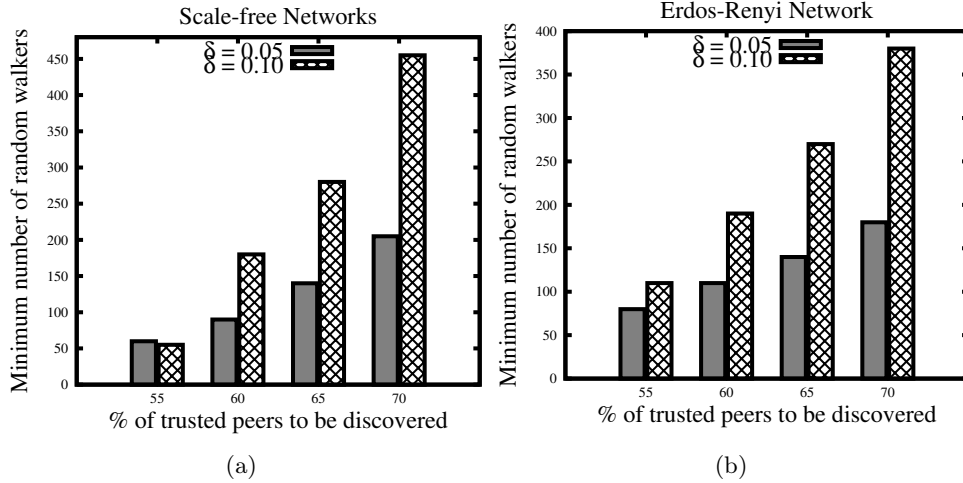 Scale-free Networks
δ = 0.05
δ = 0.10
Minimum number of random walkers
450
400
350
300
250
200
150
100
50
0
55 60 65 70
% of trusted peers to be discovered
(a)
Erdos-Renyi Network
δ = 0.05
δ = 0.10
Minimum number of random walkers
400
350
300
250
200
150
100
50
0
55 60 65 70
% of trusted peers to be discovered
(b)